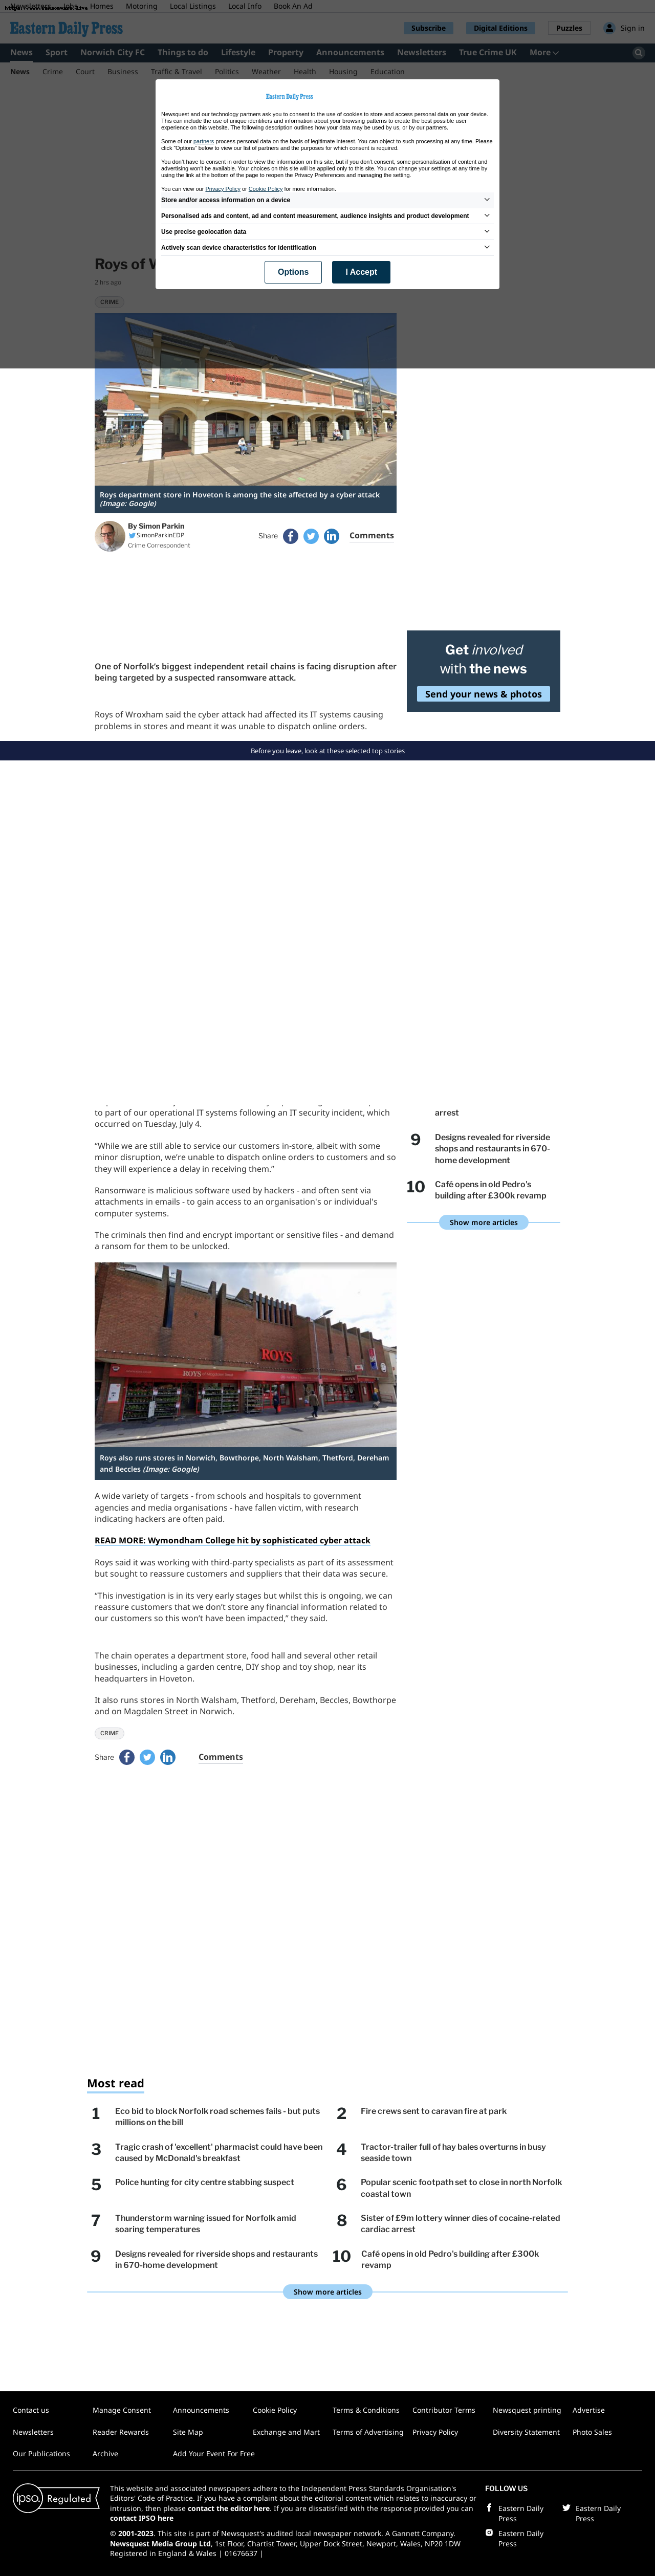 Newsletters Jobs Homes Motoring Local Listings Local Info Book An Ad
Eastern Daily Press
Subscribe Digital Editions Puzzles Sign in
News Sport Norwich City FC Things to do Lifestyle Property Announcements Newsletters True Crime UK More
News Crime Court Business Traffic & Travel Politics Weather Health Housing Education
Eastern Daily Press
Newsquest and our technology partners ask you to consent to the use of cookies to store and access personal data on your device.
This can include the use of unique identifiers and information about your browsing patterns to create the best possible user
experience on this website. The following description outlines how your data may be used by us, or by our partners.
Some of our partners process personal data on the basis of legitimate interest. You can object to such processing at any time. Please
click "Options" below to view our list of partners and the purposes for which consent is required.
You don't have to consent in order to view the information on this site, but if you don't consent, some personalisation of content and
advertising won't be available. Your choices on this site will be applied only to this site. You can change your settings at any time by
using the link at the bottom of the page to reopen the Privacy Preferences and managing the setting.
You can view our Privacy Policy or Cookie Policy for more information.
Store and/or access information on a device
Personalised ads and content, ad and content measurement, audience insights and product development
Use precise geolocation data
Actively scan device characteristics for identification
Options I Accept
Roys of
2 hrs ago
CRIME
Roys department store in Hoveton is among the site affected by a cyber attack
(Image: Google)
By Simon Parkin
SimonParkinEDP
Crime Correspondent
Share Comments
Get involved
with the news
Send your news & photos
One of Norfolk's biggest independent retail chains is facing disruption after
being targeted by a suspected ransomware attack.
Roys of Wroxham said the cyber attack had affected its IT systems causing
problems in stores and meant it was unable to dispatch online orders.
Before you leave, look at these selected top stories
to part of our operational IT systems following an IT security incident, which
occurred on Tuesday, July 4.
"While we are still able to service our customers in-store, albeit with some
minor disruption, we're unable to dispatch online orders to customers and so
they will experience a delay in receiving them."
Ransomware is malicious software used by hackers - and often sent via
attachments in emails - to gain access to an organisation's or individual's
computer systems.
The criminals then find and encrypt important or sensitive files - and demand
a ransom for them to be unlocked.
arrest
9 Designs revealed for riverside
shops and restaurants in 670-
home development
10 Café opens in old Pedro's
building after £300k revamp
Show more articles
ROYS
Roys also runs stores in Norwich, Bowthorpe, North Walsham, Thetford, Dereham
and Beccles (Image: Google)
A wide variety of targets - from schools and hospitals to government
agencies and media organisations - have fallen victim, with research
indicating hackers are often paid.
READ MORE: Wymondham College hit by sophisticated cyber attack
Roys said it was working with third-party specialists as part of its assessment
but sought to reassure customers and suppliers that their data was secure.
"This investigation is in its very early stages but whilst this is ongoing, we can
reassure customers that we don't store any financial information related to
our customers so this won't have been impacted," they said.
The chain operates a department store, food hall and several other retail
businesses, including a garden centre, DIY shop and toy shop, near its
headquarters in Hoveton.
It also runs stores in North Walsham, Thetford, Dereham, Beccles, Bowthorpe
and on Magdalen Street in Norwich.
CRIME
Share Comments
Most read
1 Eco bid to block Norfolk road schemes fails - but puts
millions on the bill
2 Fire crews sent to caravan fire at park
3 Tragic crash of 'excellent' pharmacist could have been
caused by McDonald's breakfast
4 Tractor-trailer full of hay bales overturns in busy
seaside town
5 Police hunting for city centre stabbing suspect
6 Popular scenic footpath set to close in north Norfolk
coastal town
7 Thunderstorm warning issued for Norfolk amid
soaring temperatures
8 Sister of £9m lottery winner dies of cocaine-related
cardiac arrest
9 Designs revealed for riverside shops and restaurants
in 670-home development
10 Café opens in old Pedro's building after £300k
revamp
Show more articles
Contact us Manage Consent Announcements Cookie Policy Terms & Conditions Contributor Terms Newsquest printing Advertise
Newsletters Reader Rewards Site Map Exchange and Mart Terms of Advertising Privacy Policy Diversity Statement Photo Sales
Our Publications Archive Add Your Event For Free
ipso. Regulated
This website and associated newspapers adhere to the Independent Press Standards Organisation's
Editors' Code of Practice. If you have a complaint about the editorial content which relates to inaccuracy or
intrusion, then please contact the editor here. If you are dissatisfied with the response provided you can
contact IPSO here
© 2001-2023. This site is part of Newsquest's audited local newspaper network. A Gannett Company.
Newsquest Media Group Ltd, 1st Floor, Chartist Tower, Upper Dock Street, Newport, Wales, NP20 1DW
Registered in England & Wales | 01676637 |
FOLLOW US
Eastern Daily
Press
Eastern Daily
Press
Eastern Daily
Press